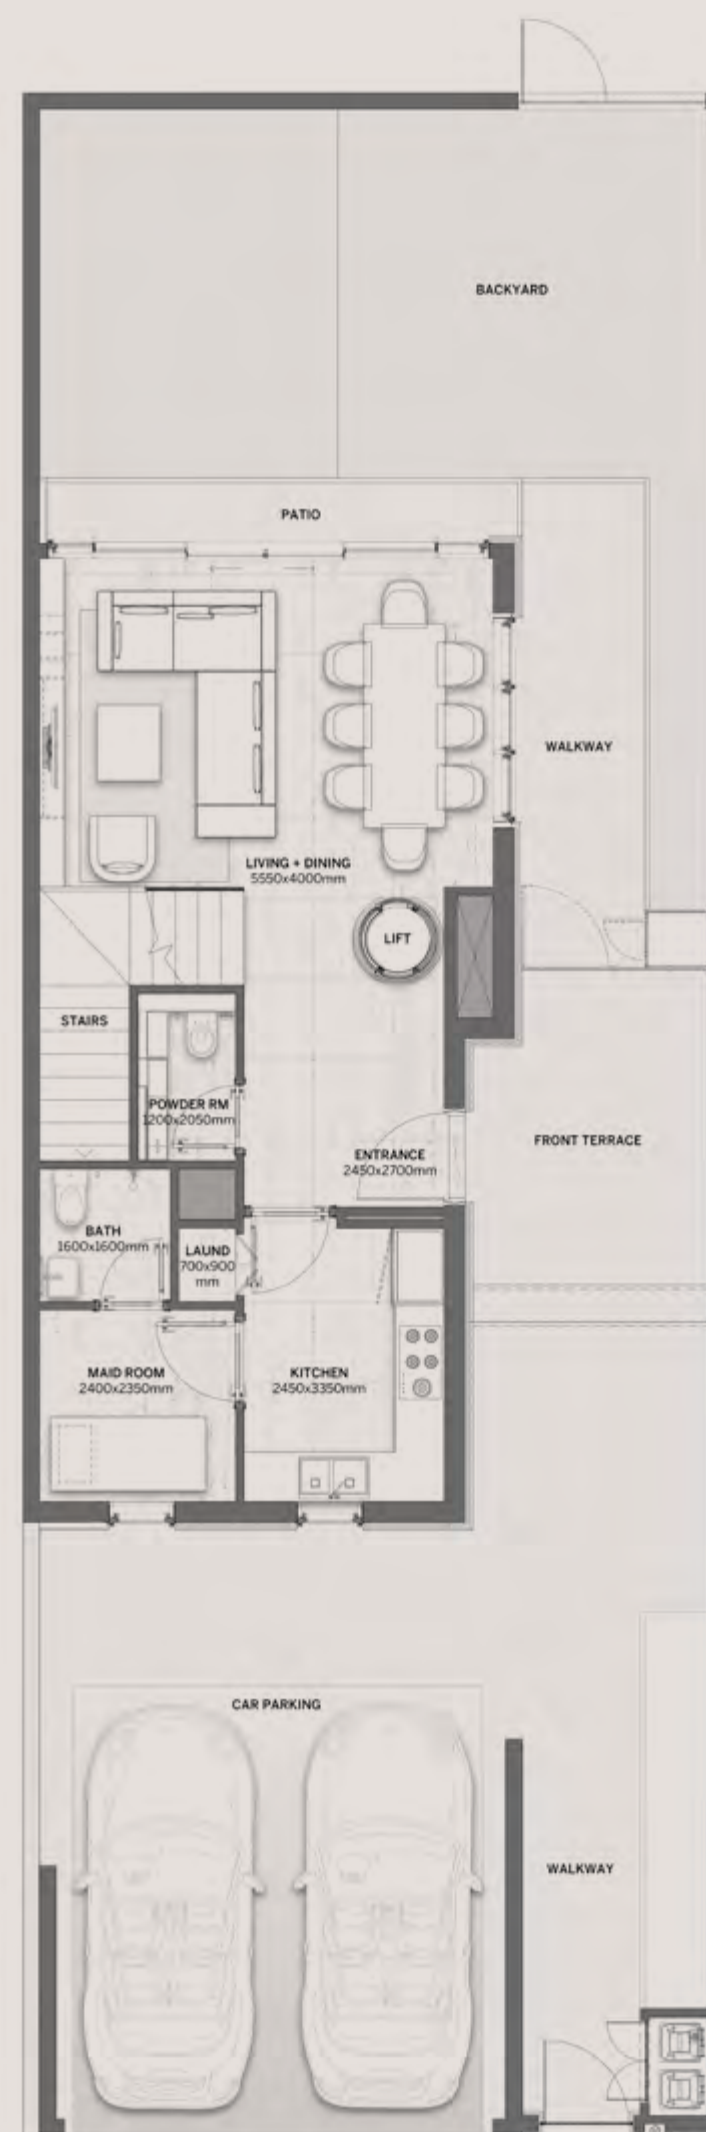 BACKYARD
PATIO
WALKWAY
LIVING + DINING
5550x4000mm
LIFT
STAIRS
POWDER RM
1200x2050mm
FRONT TERRACE
ENTRANCE
2450x2700mm
BATH
1600x1600mm
LAUND
700x900
mm
MAID ROOM
2400x2350mm
KITCHEN
2450x3350mm
CAR PARKING
WALKWAY